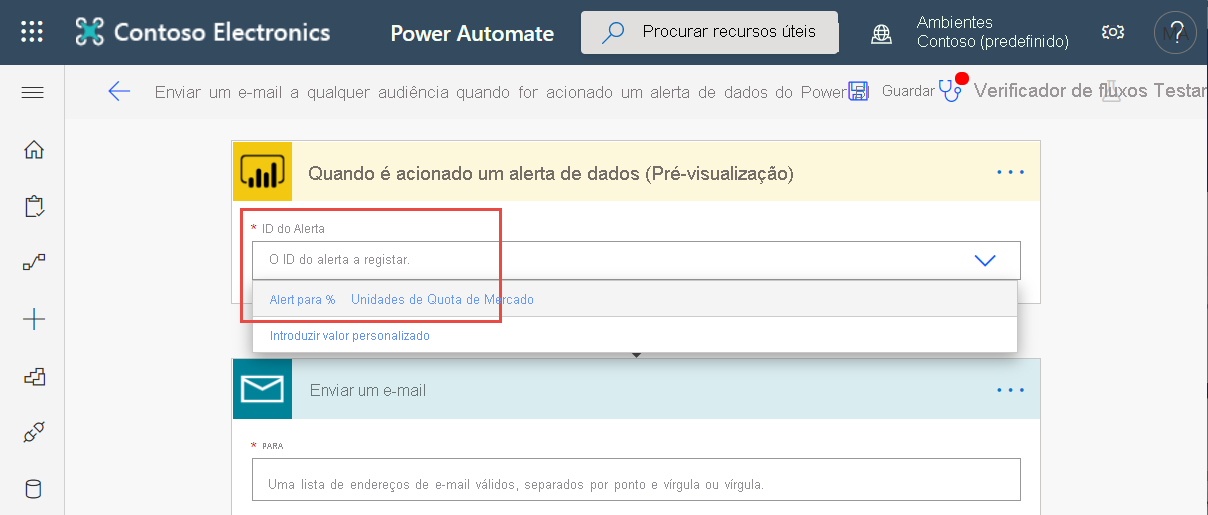 Contoso Electronics
Power Automate
Procurar recursos úteis
Ambientes
Contoso (predefinido)
?
Enviar um e-mail a qualquer audiência quando for acionado um alerta de dados do Power BI
Guardar
Verificador de fluxos Testar
Quando é acionado um alerta de dados (Pré-visualização)
* ID do Alerta
O ID do alerta a registar.
Alert para % Unidades de Quota de Mercado
Introduzir valor personalizado
Enviar um e-mail
* PARA
Uma lista de endereços de e-mail válidos, separados por ponto e vírgula ou vírgula.